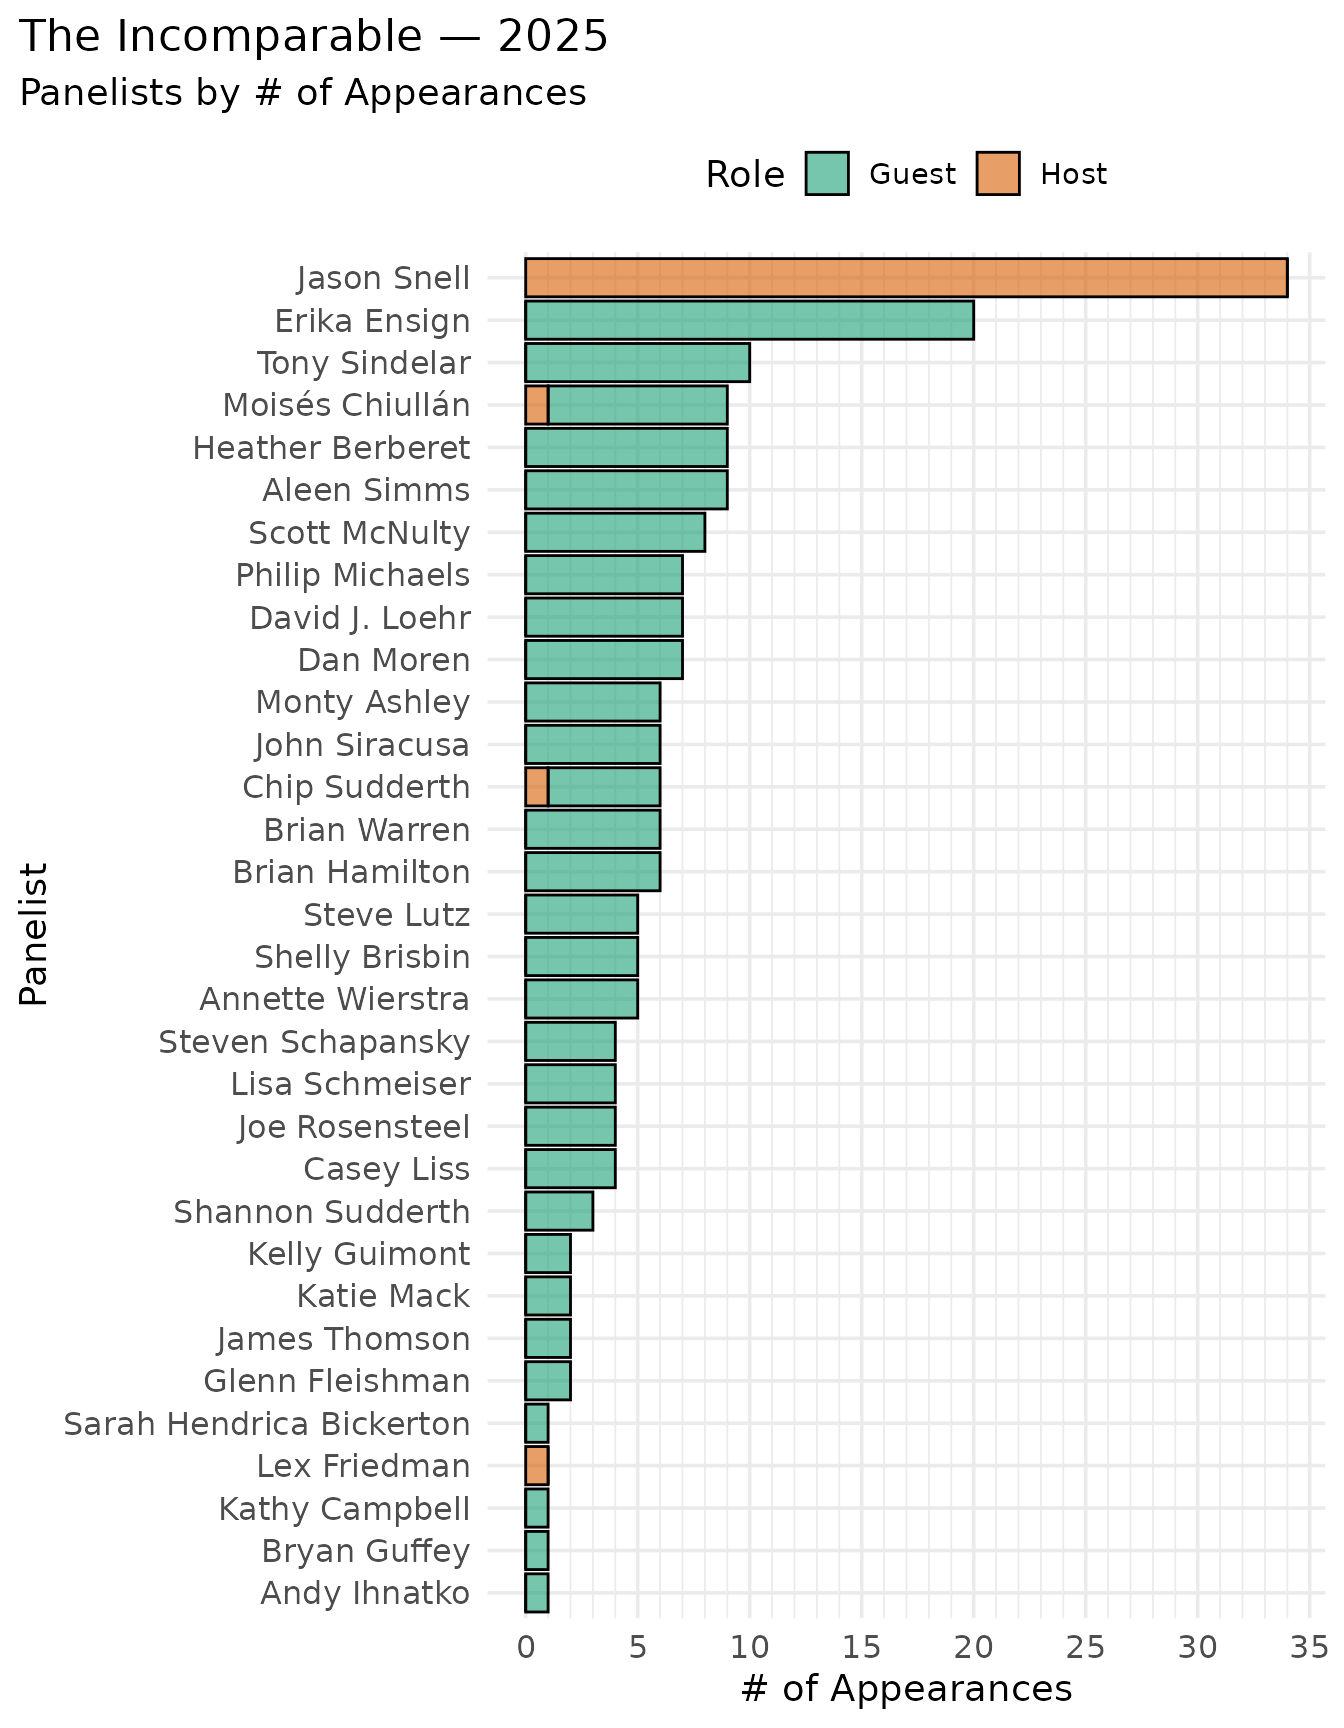 The Incomparable — 2025
Panelists by # of Appearances
Role Guest Host
Jason Snell
Erika Ensign
Tony Sindelar
Moisés Chiullán
Heather Berberet
Aleen Simms
Scott McNulty
Philip Michaels
David J. Loehr
Dan Moren
Monty Ashley
John Siracusa
Chip Sudderth
Brian Warren
Brian Hamilton
Steve Lutz
Shelly Brisbin
Annette Wierstra
Steven Schapansky
Lisa Schmeiser
Joe Rosensteel
Casey Liss
Shannon Sudderth
Kelly Guimont
Katie Mack
James Thomson
Glenn Fleishman
Sarah Hendrica Bickerton
Lex Friedman
Kathy Campbell
Bryan Guffey
Andy Ihnatko
Panelist
0 5 10 15 20 25 30 35
# of Appearances